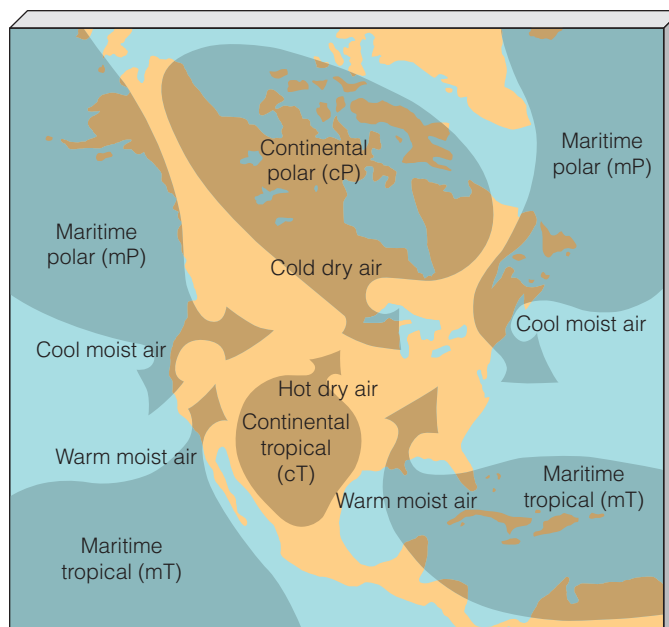 Continental
polar (cP)
Maritime
polar (mP)
Maritime
polar (mP)
Cold dry air
Cool moist air
Cool moist air
Hot dry air
Continental
tropical
(cT)
Warm moist air
Warm moist air
Maritime
tropical (mT)
Maritime
tropical (mT)